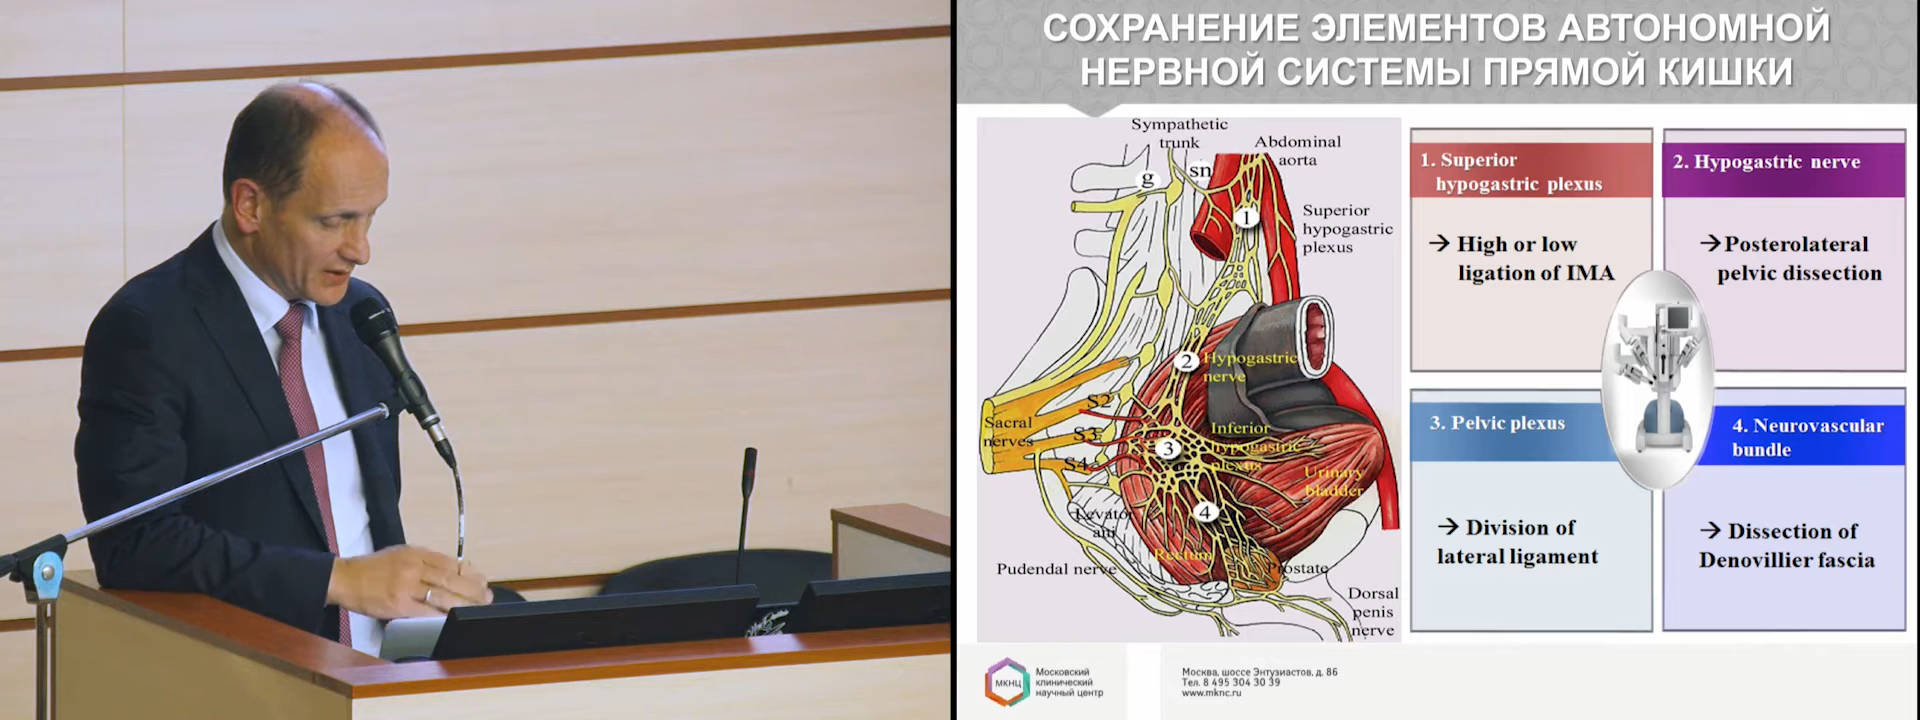 СОХРАНЕНИЕ ЭЛЕМЕНТОВ АВТОНОМНОЙ
НЕРВНОЙ СИСТЕМЫ ПРЯМОЙ КИШКИ
Sympathetic
trunk
Abdominal
aorta
g
sn
1
Superior
hypogastric
plexus
2
Hypogastric
nerve
S2
Sacral
nerves
S3
S4
3
Inferior
hypogastric
plexus
Urinary
bladder
4
Levator
ani
Rectum
Pudendal nerve
Prostate
Dorsal
penis
nerve
1. Superior
hypogastric plexus
→ High or low
ligation of IMA
2. Hypogastric nerve
→Posterolateral
pelvic dissection
3. Pelvic plexus
→ Division of
lateral ligament
4. Neurovascular
bundle
→ Dissection of
Denovillier fascia
МКНЦ
Московский
клинический
научный центр
Москва, шоссе Энтузиастов, д. 86
Тел. 8 495 304 30 39
www.mknc.ru